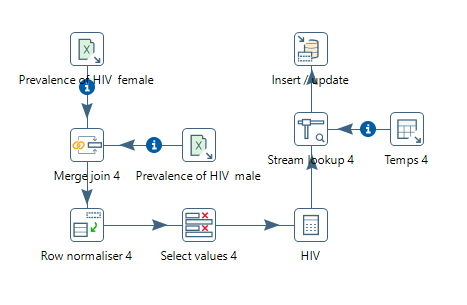 Prevalence of HIV female
Insert / update
Merge join 4
Prevalence of HIV male
Stream lookup 4
Temps 4
Row normaliser 4
Select values 4
HIV